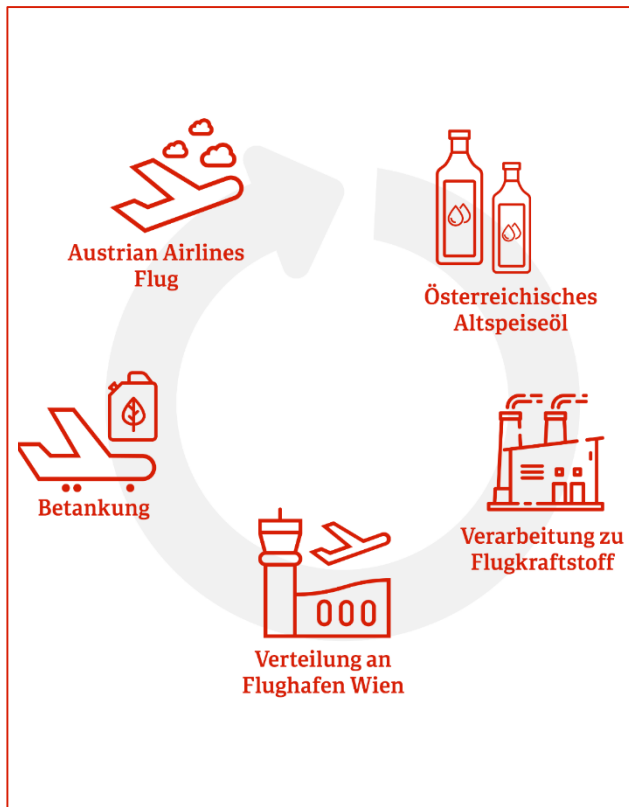 Austrian Airlines
Flug
Österreichisches
Altspeiseöl
Betankung
Verarbeitung zu
Flugkraftstoff
Verteilung an
Flughafen Wien